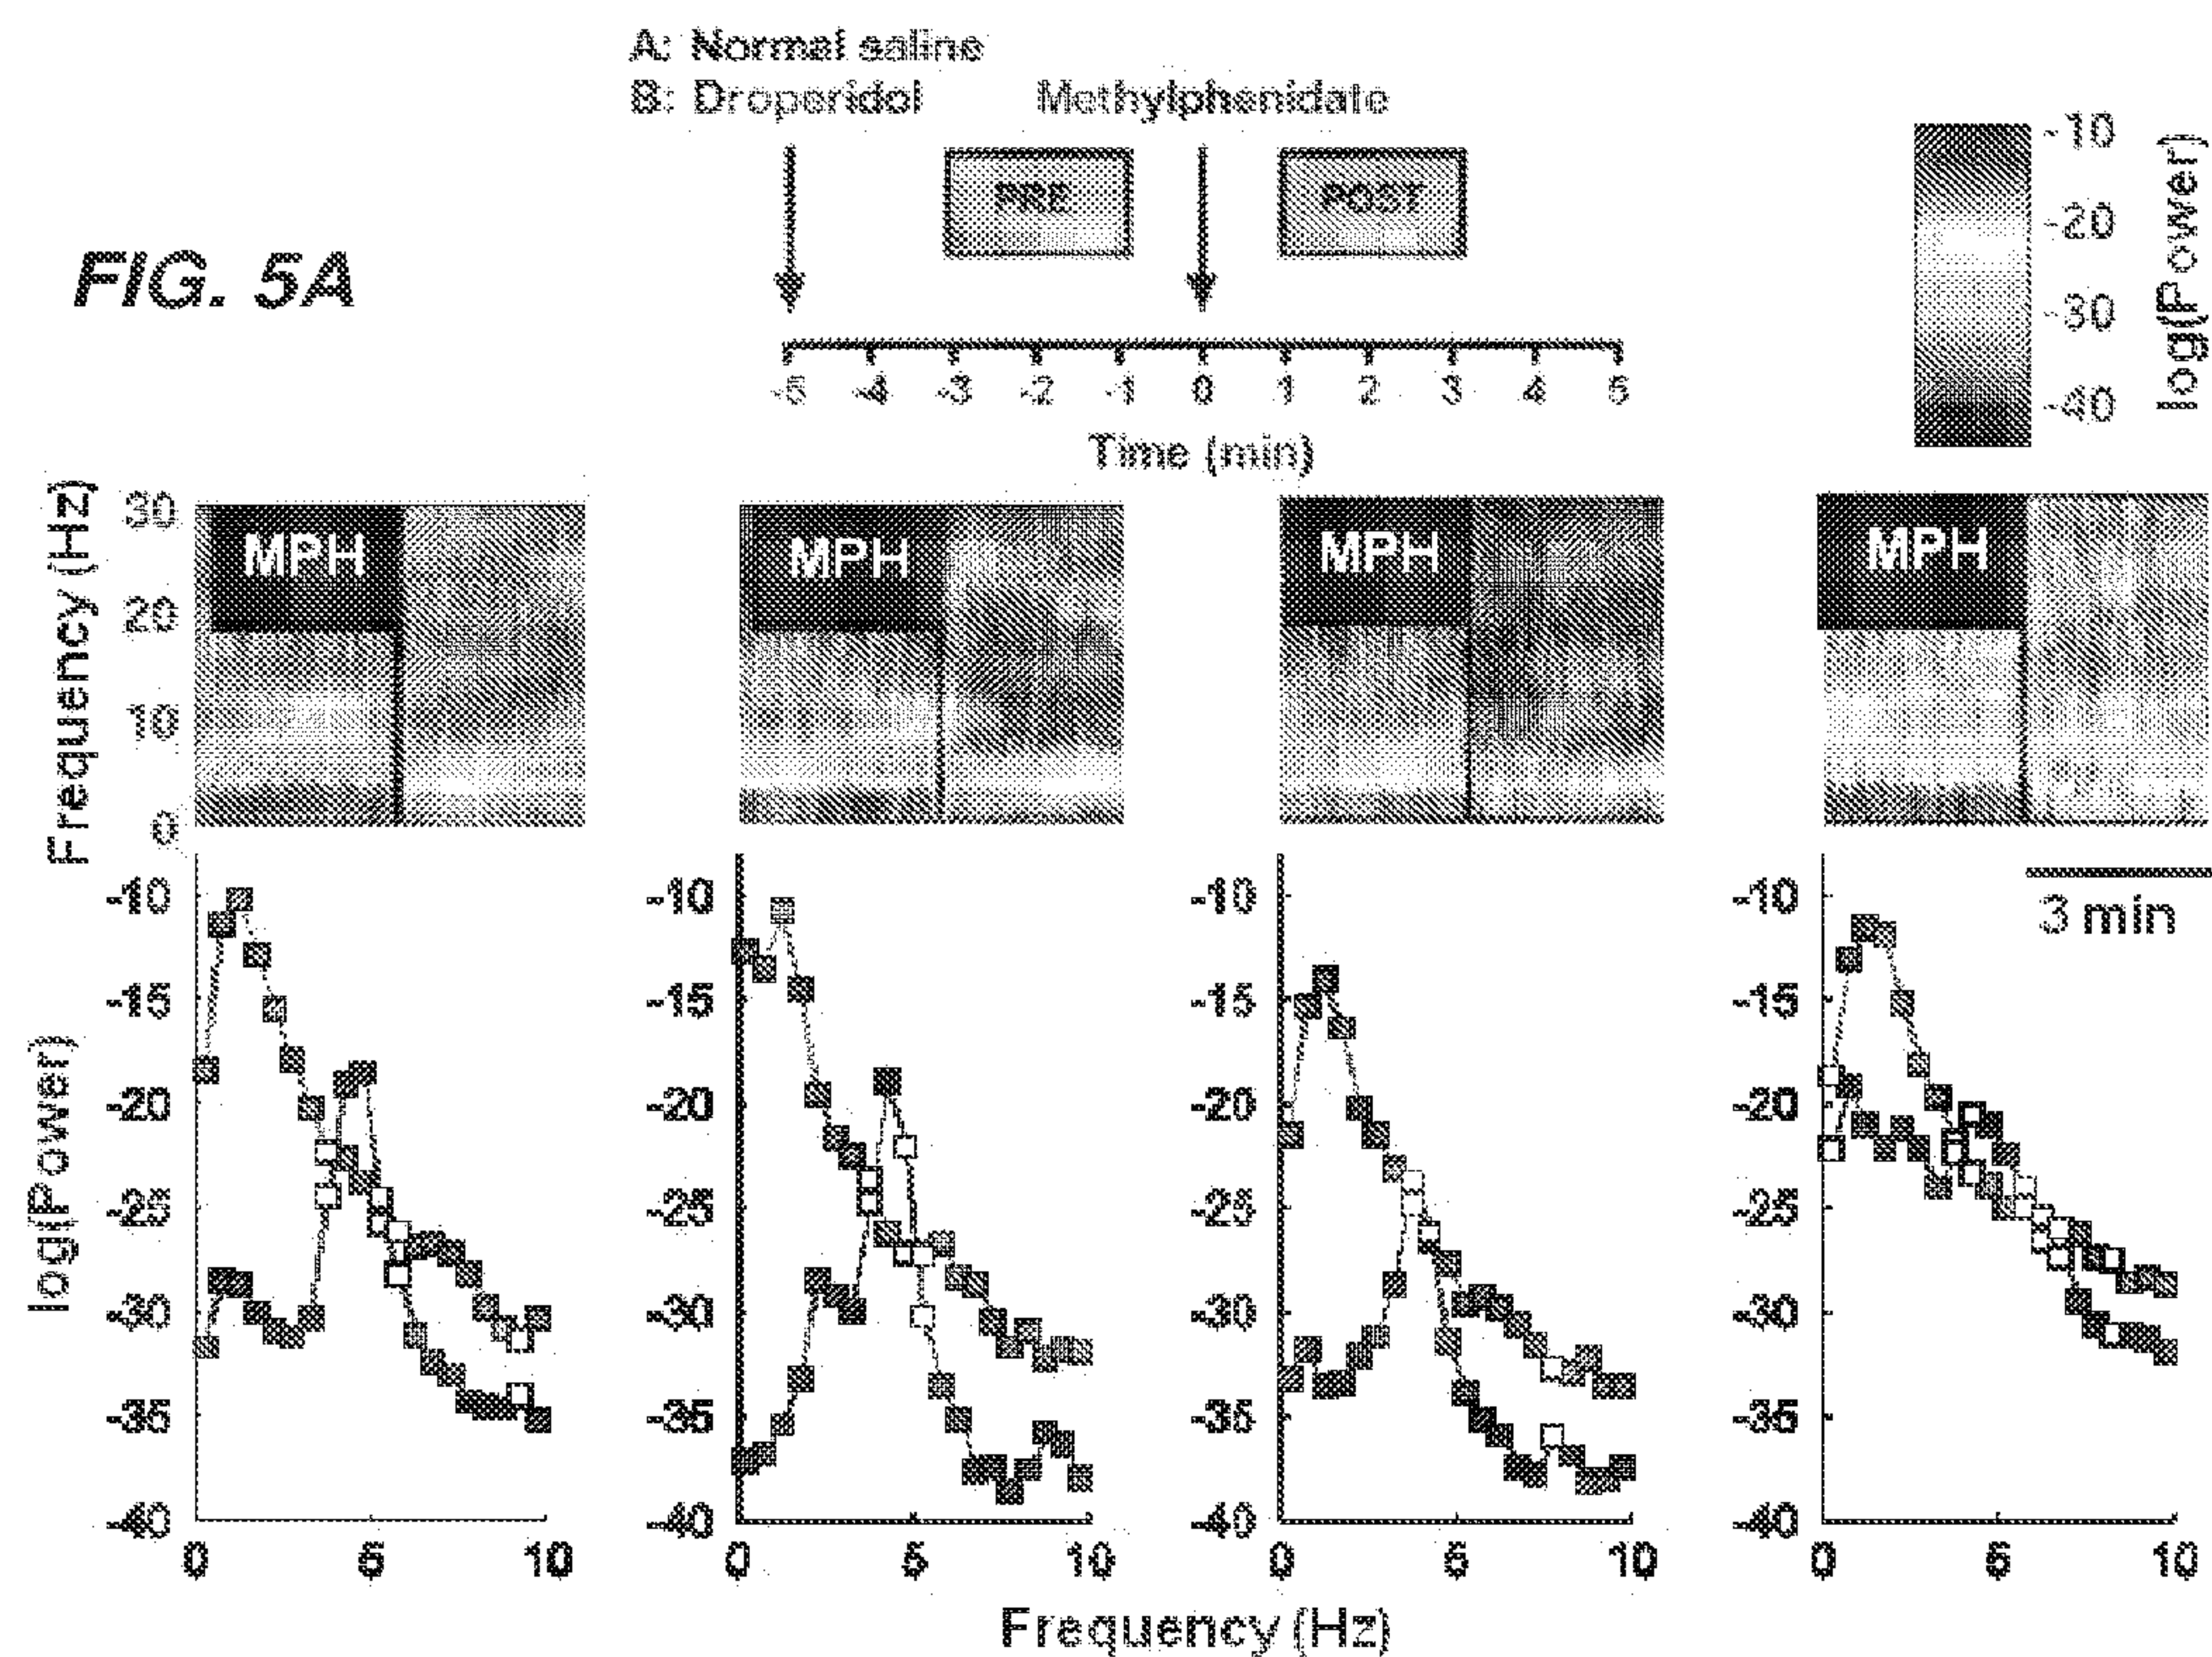 A: Normal saline
B: Droperidol
Methylphenidate
PRE
POST
FIG. 5A
-5 -4 -3 -2 -1 0 1 2 3 4 5
Time (min)
-10
-20
-30
-40
log(Power)
Frequency (Hz)
30
20
10
0
MPH
MPH
MPH
MPH
3 min
log(Power)
-10
-15
-20
-25
-30
-35
-40
0 5 10
-10
-15
-20
-25
-30
-35
-40
0 5 10
-10
-15
-20
-25
-30
-35
-40
0 5 10
-10
-15
-20
-25
-30
-35
-40
0 5 10
Frequency (Hz)